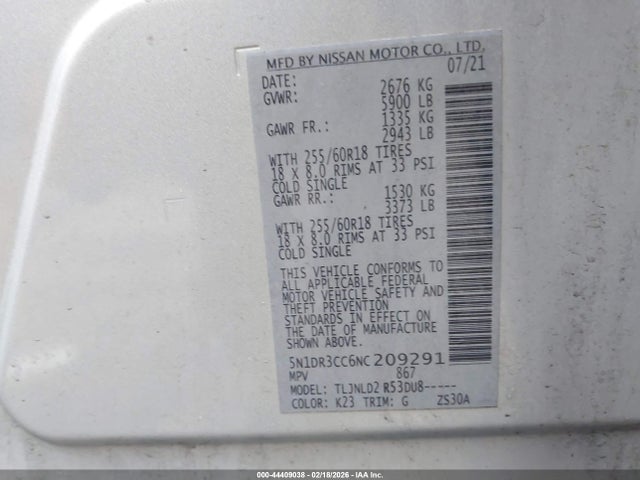 MFD BY NISSAN MOTOR CO., LTD.
DATE: 07/21
GVWR: 2676 KG
5900 LB
GAWR FR.: 1335 KG
2943 LB
WITH 255/60R18 TIRES
18 X 8.0 RIMS AT 33 PSI
COLD SINGLE
GAWR RR.: 1530 KG
3373 LB
WITH 255/60R18 TIRES
18 X 8.0 RIMS AT 33 PSI
COLD SINGLE
THIS VEHICLE CONFORMS TO
ALL APPLICABLE FEDERAL
MOTOR VEHICLE SAFETY AND
THEFT PREVENTION
STANDARDS IN EFFECT ON
THE DATE OF MANUFACTURE
SHOWN ABOVE.
5N1DR3CC6NC209291
MPV 867
MODEL: TLJNLD2 R53DU8-----
COLOR: K23 TRIM: G ZS30A
000-44409038 - 02/18/2026 - IAA Inc.